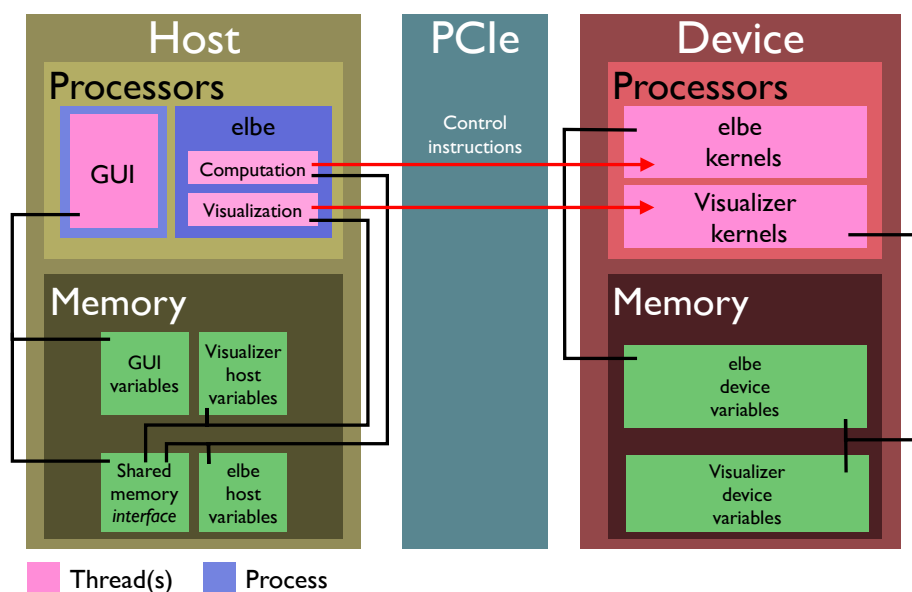 Host
PCIe
Device
Processors
elbe
GUI
Computation
Visualization
Control
instructions
Processors
elbe
kernels
Visualizer
kernels
Memory
GUI
variables
Visualizer
host
variables
Shared
memory
interface
elbe
host
variables
Memory
elbe
device
variables
Visualizer
device
variables
Thread(s)
Process